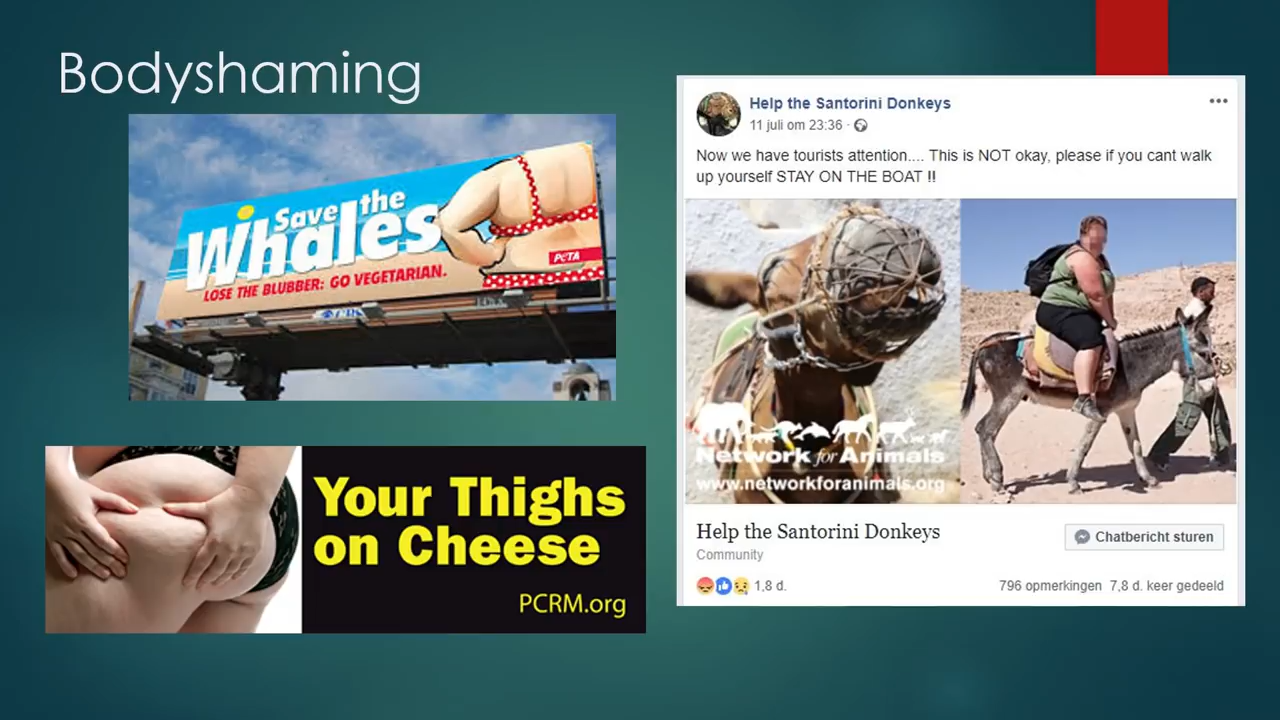 Bodyshaming
Save the
Whales
LOSE THE BLUBBER: GO VEGETARIAN.
PETA
Your Thighs
on Cheese
PCRM.org
Help the Santorini Donkeys
11 juli om 23:36 ·
Now we have tourists attention.... This is NOT okay, please if you cant walk
up yourself STAY ON THE BOAT !!
Network for Animals
www.networkforanimals.org
Help the Santorini Donkeys
Community
Chatbericht sturen
1,8 d.
796 opmerkingen 7,8 d. keer gedeeld